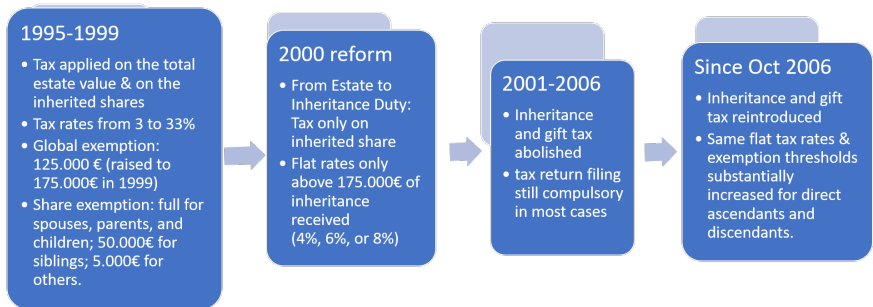 1995-1999
• Tax applied on the total
estate value & on the
inherited shares
• Tax rates from 3 to 33%
• Global exemption:
125.000 € (raised to
175.000€ in 1999)
• Share exemption: full for
spouses, parents, and
children; 50.000€ for
siblings; 5.000€ for
others.
2000 reform
• From Estate to
Inheritance Duty:
Tax only on
inherited share
• Flat rates only
above 175.000€ of
inheritance
received
(4%, 6%, or 8%)
2001-2006
• Inheritance
and gift tax
abolished
• tax return filing
still compulsory
in most cases
Since Oct 2006
• Inheritance and gift
tax reintroduced
• Same flat tax rates &
exemption thresholds
substantially
increased for direct
ascendants and
discendants.